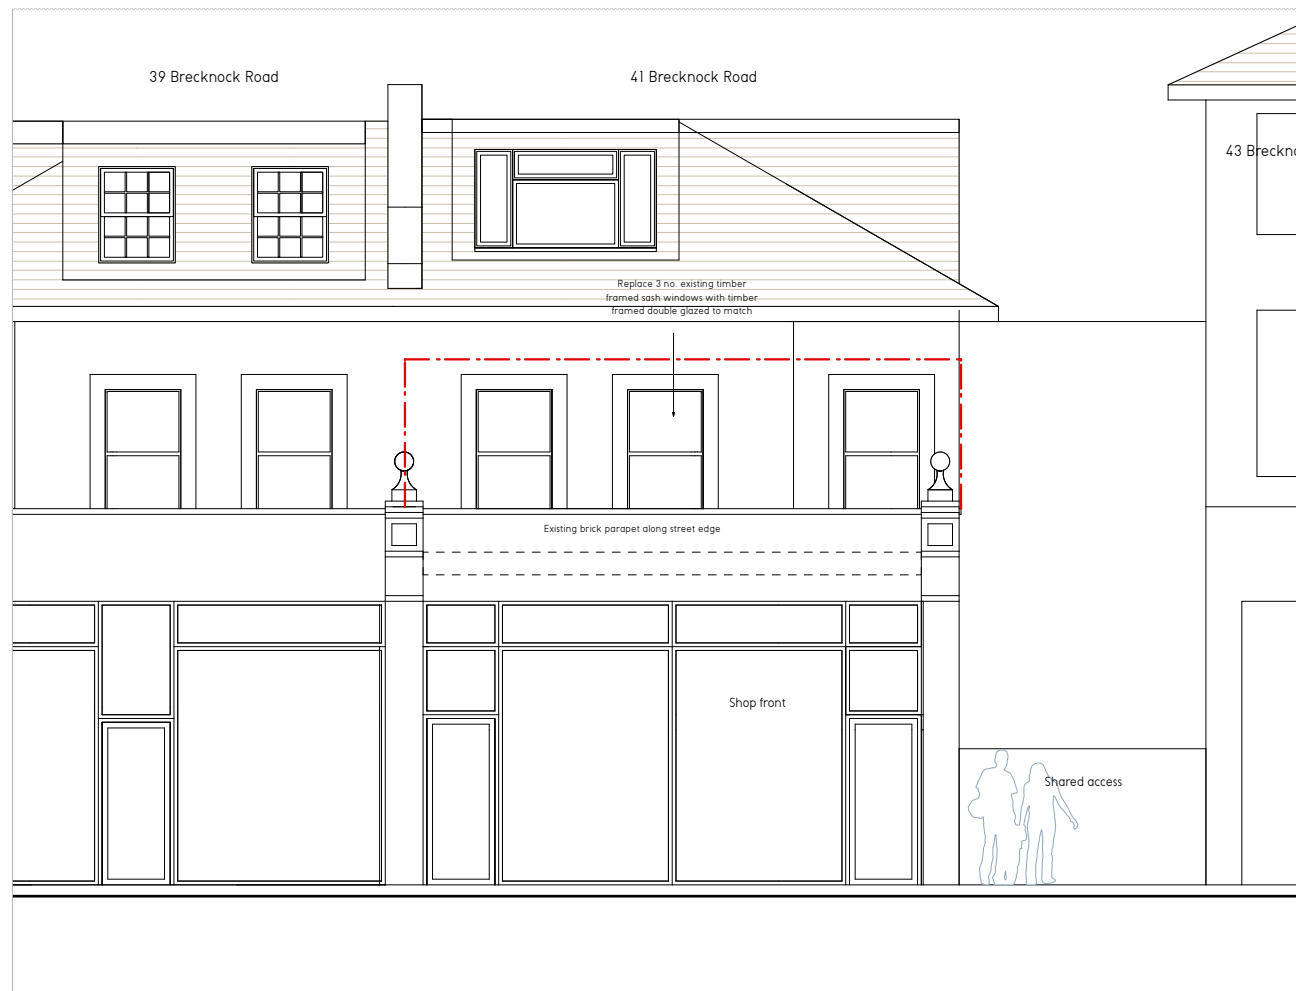 39 Brecknock Road
41 Brecknock Road
43 Breckno
Replace 3 no. existing timber
framed sash windows with timber
framed double glazed to match
Existing brick parapet along street edge
Shop front
Shared access